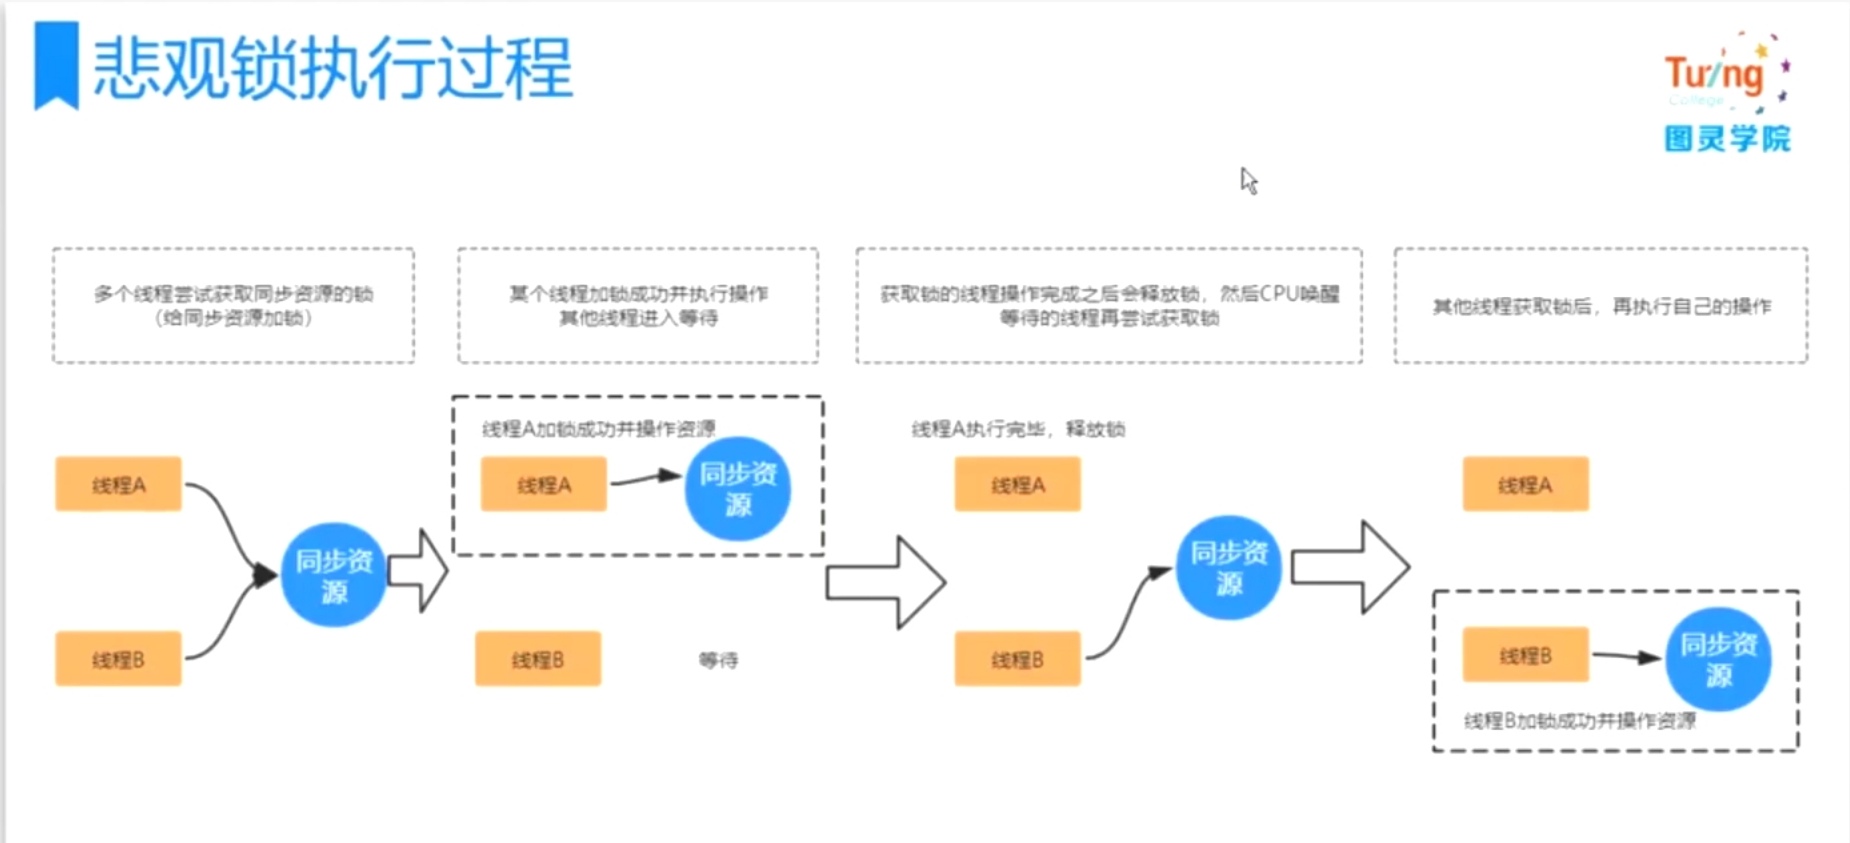 悲观锁执行过程
Turing
College
图灵学院
多个线程尝试获取同步资源的锁
（给同步资源加锁）
某个线程加锁成功并执行操作
其他线程进入等待
获取锁的线程操作完成之后会释放锁，然后CPU唤醒
等待的线程再尝试获取锁
其他线程获取锁后，再执行自己的操作
线程A
线程B
同步资
源
线程A加锁成功并操作资源
线程A
同步资
源
线程B
等待
线程A执行完毕，释放锁
线程A
线程B
同步资
源
线程A
线程B
同步资
源
线程B加锁成功并操作资源